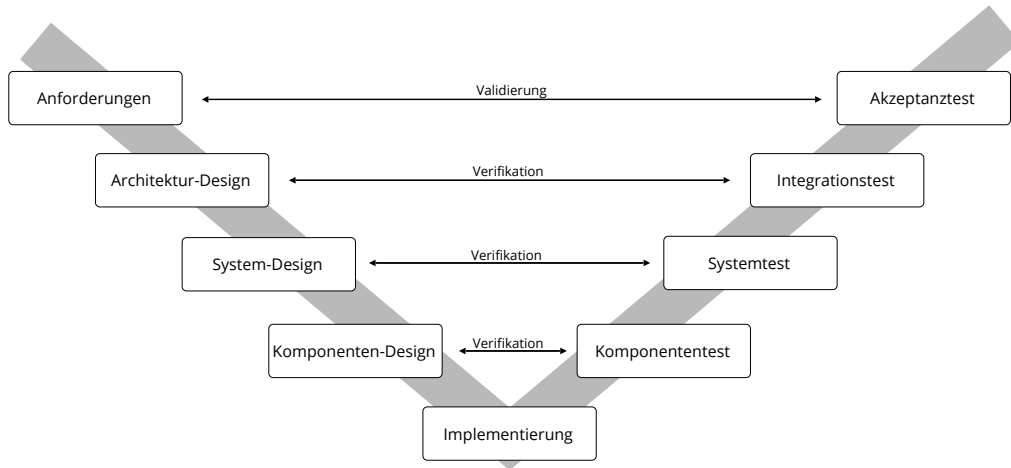 Anforderungen
Validierung
Akzeptanztest
Architektur-Design
Verifikation
Integrationstest
System-Design
Verifikation
Systemtest
Komponenten-Design
Verifikation
Komponententest
Implementierung